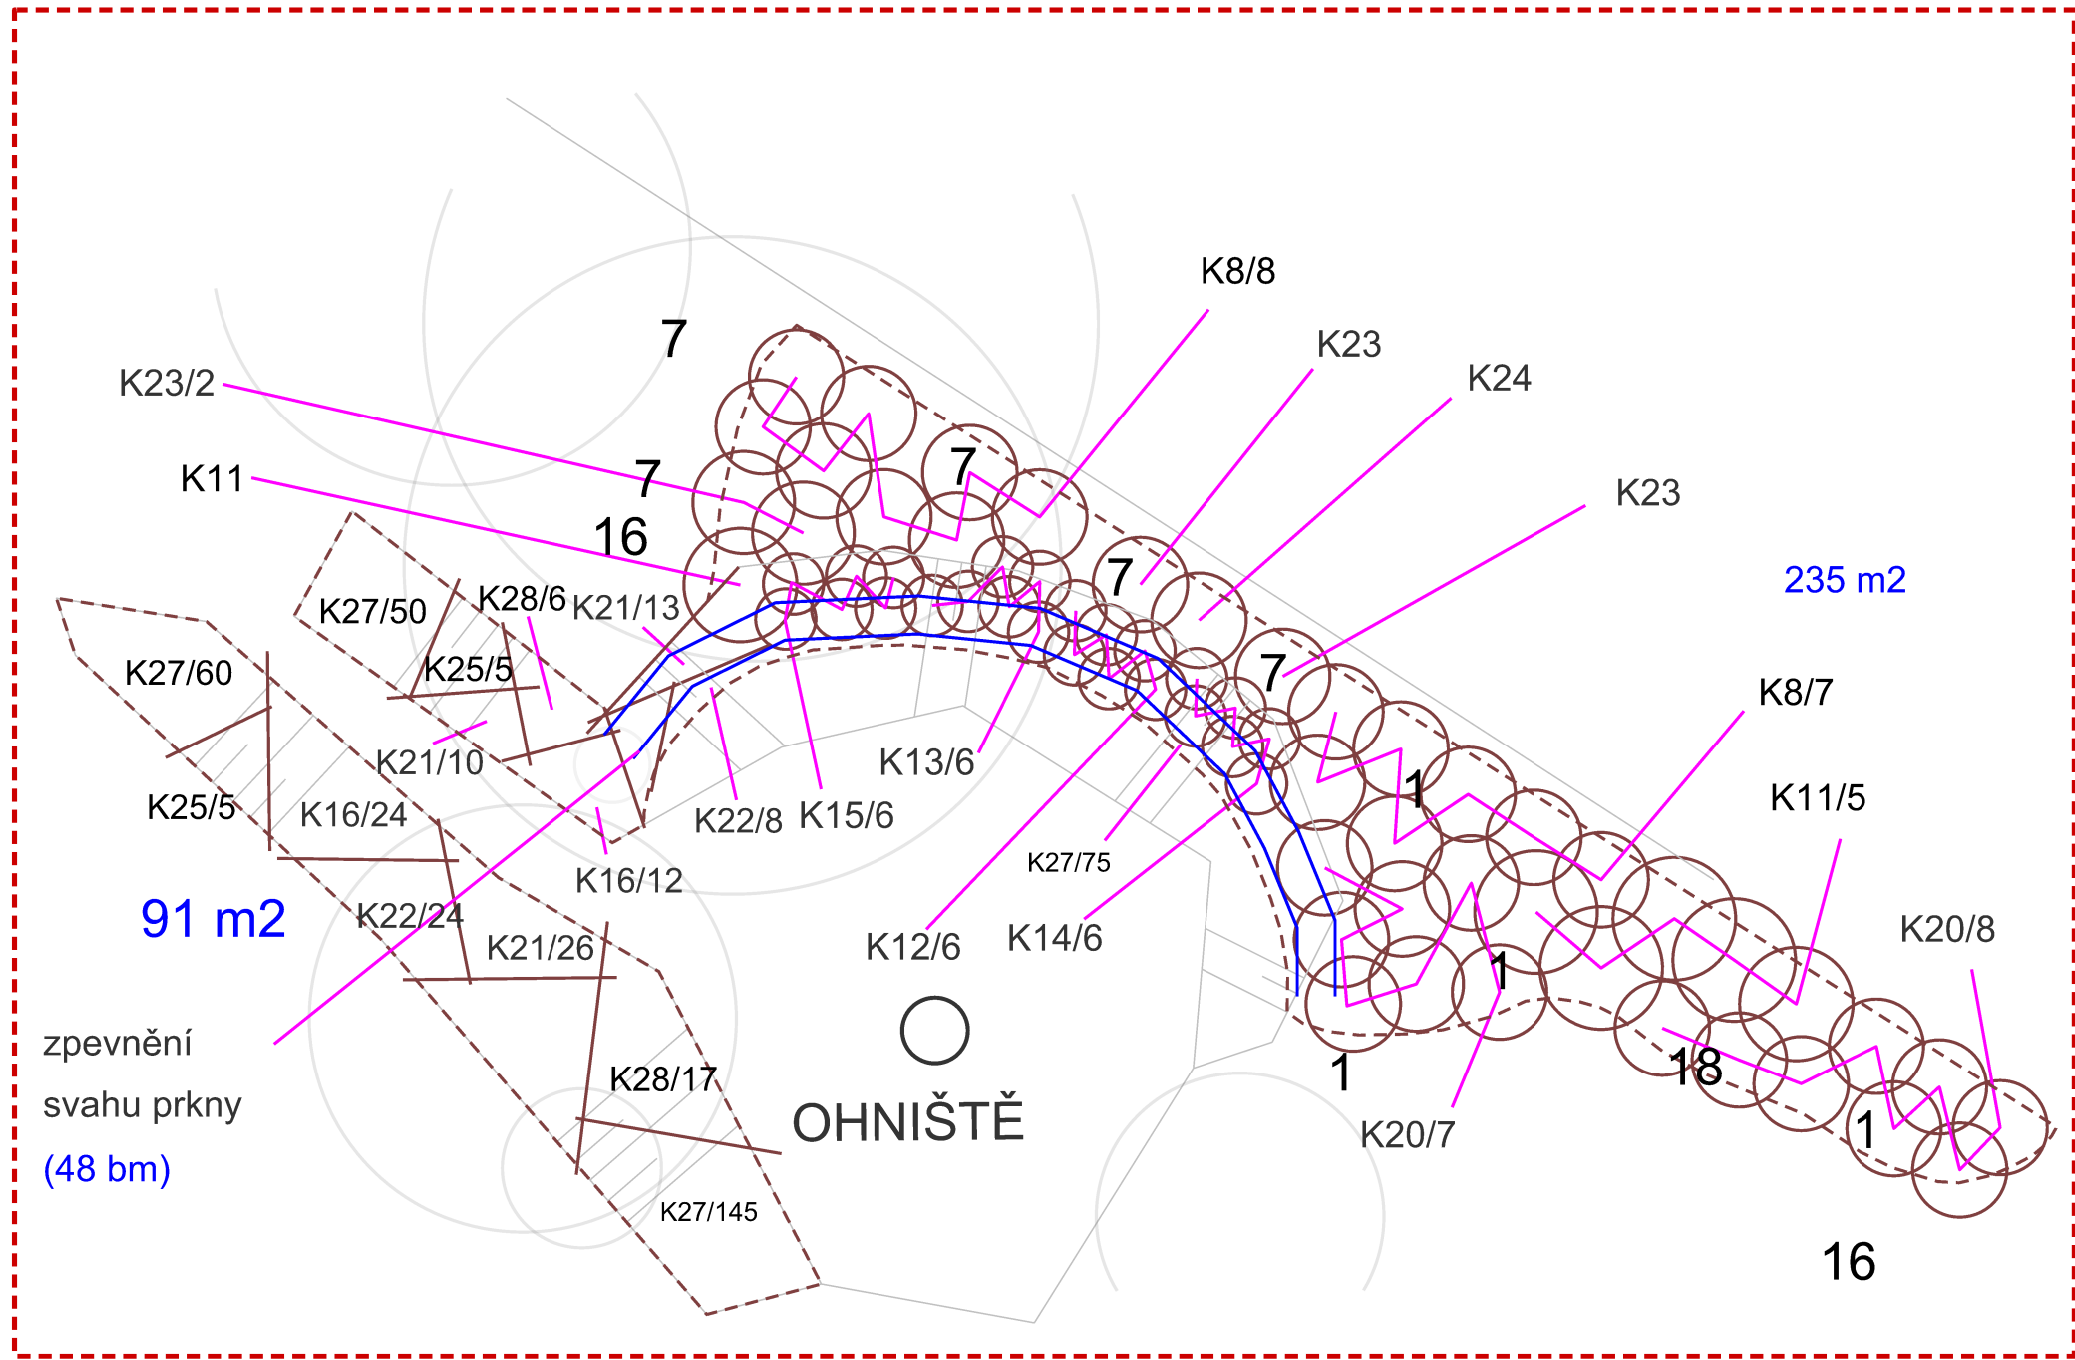 K8/8
7
K23
K23/2
K24
7
K11
7
K23
16
7
235 m2
K28/6
K27/50
K21/13
K25/5
7
K27/60
K8/7
K21/10
K13/6
1
K11/5
K25/5
K16/24
K22/8
K15/6
K27/75
K16/12
91 m2
K22/24
K21/26
K12/6
K14/6
K20/8
1
zpevnění
svahu prkny
(48 bm)
OHNIŠTĚ
K28/17
1
18
K20/7
1
K27/145
16